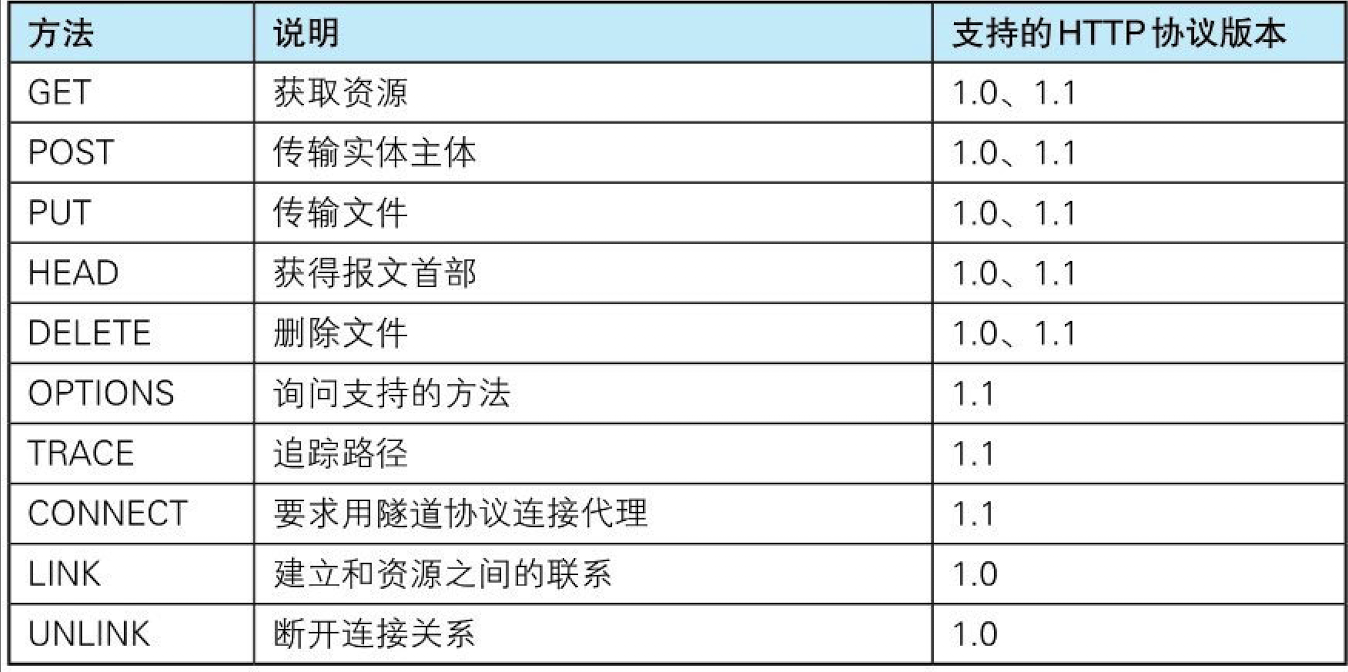 方法 说明 支持的HTTP协议版本
GET 获取资源 1.0、1.1
POST 传输实体主体 1.0、1.1
PUT 传输文件 1.0、1.1
HEAD 获得报文首部 1.0、1.1
DELETE 删除文件 1.0、1.1
OPTIONS 询问支持的方法 1.1
TRACE 追踪路径 1.1
CONNECT 要求用隧道协议连接代理 1.1
LINK 建立和资源之间的联系 1.0
UNLINK 断开连接关系 1.0